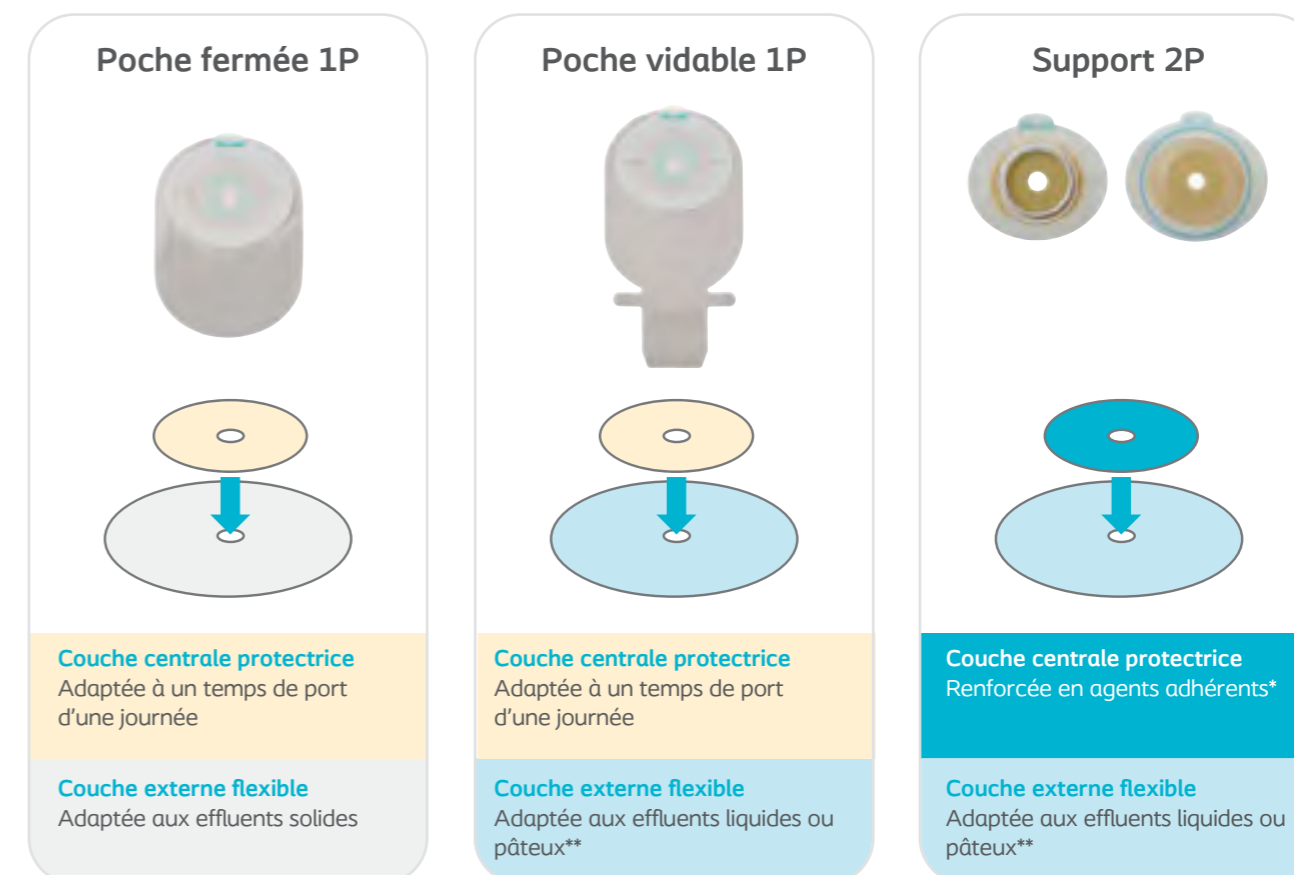 Poche fermée 1P
Couche centrale protectrice
Adaptée à un temps de port
d'une journée
Couche externe flexible
Adaptée aux effluents solides
Poche vidable 1P
Couche centrale protectrice
Adaptée à un temps de port
d'une journée
Couche externe flexible
Adaptée aux effluents liquides ou
pâteux**
Support 2P
Couche centrale protectrice
Renforcée en agents adhérents*
Couche externe flexible
Adaptée aux effluents liquides ou
pâteux**